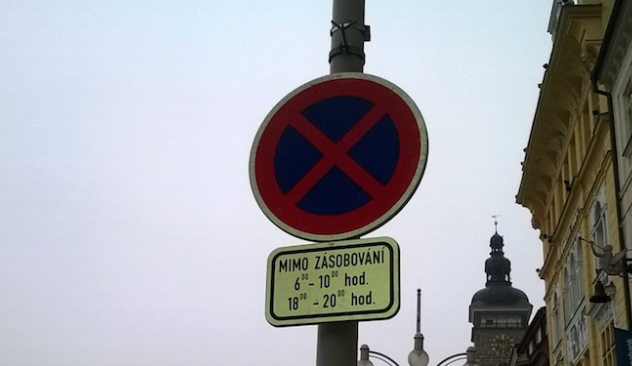 MIMO ZÁSOBOVÁNÍ
6⁰⁰ - 10⁰⁰ hod.
18⁰⁰ - 20⁰⁰ hod.